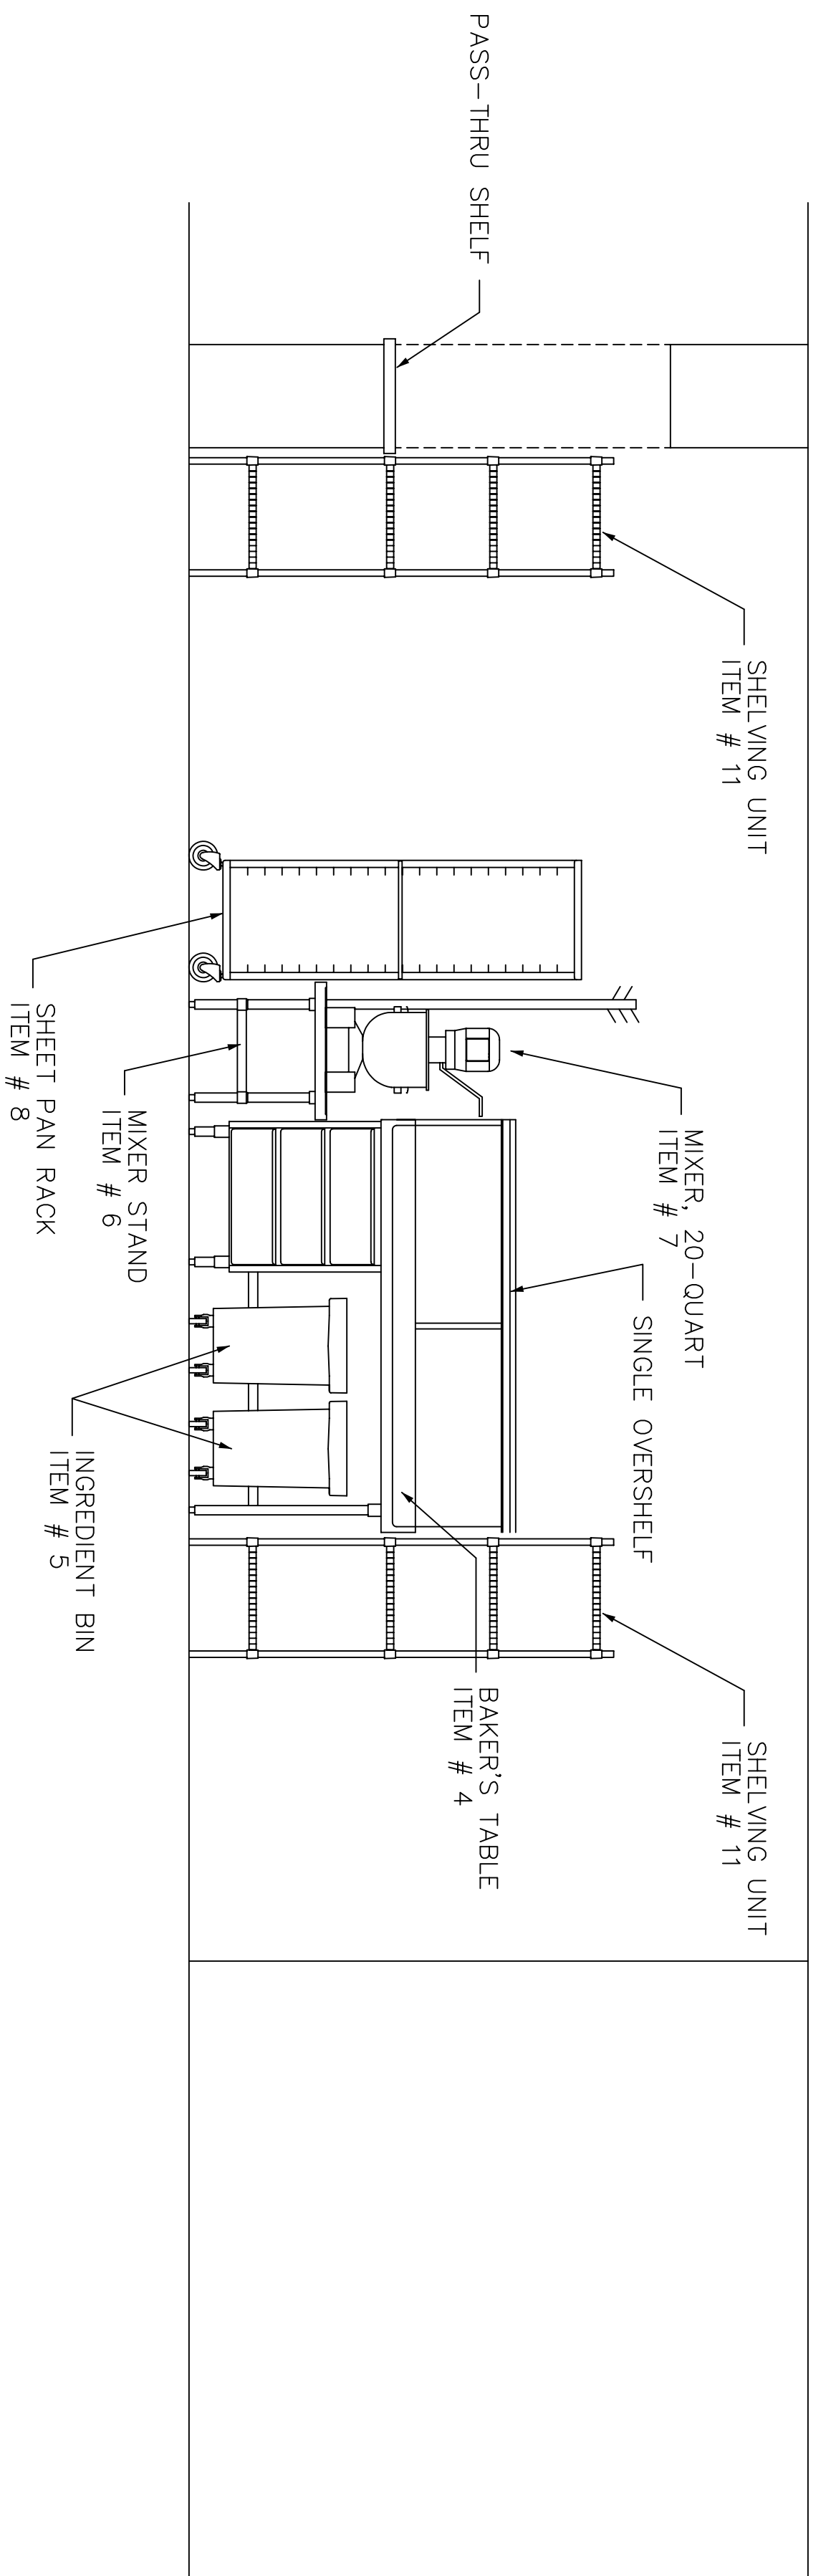 PASS-THRU SHELF
SHELVING UNIT
ITEM # 11
MIXER, 20-QUART
ITEM # 7
SINGLE OVERSHELF
SHELVING UNIT
ITEM # 11
BAKER'S TABLE
ITEM # 4
SHEET PAN RACK
ITEM # 8
MIXER STAND
ITEM # 6
INGREDIENT BIN
ITEM # 5